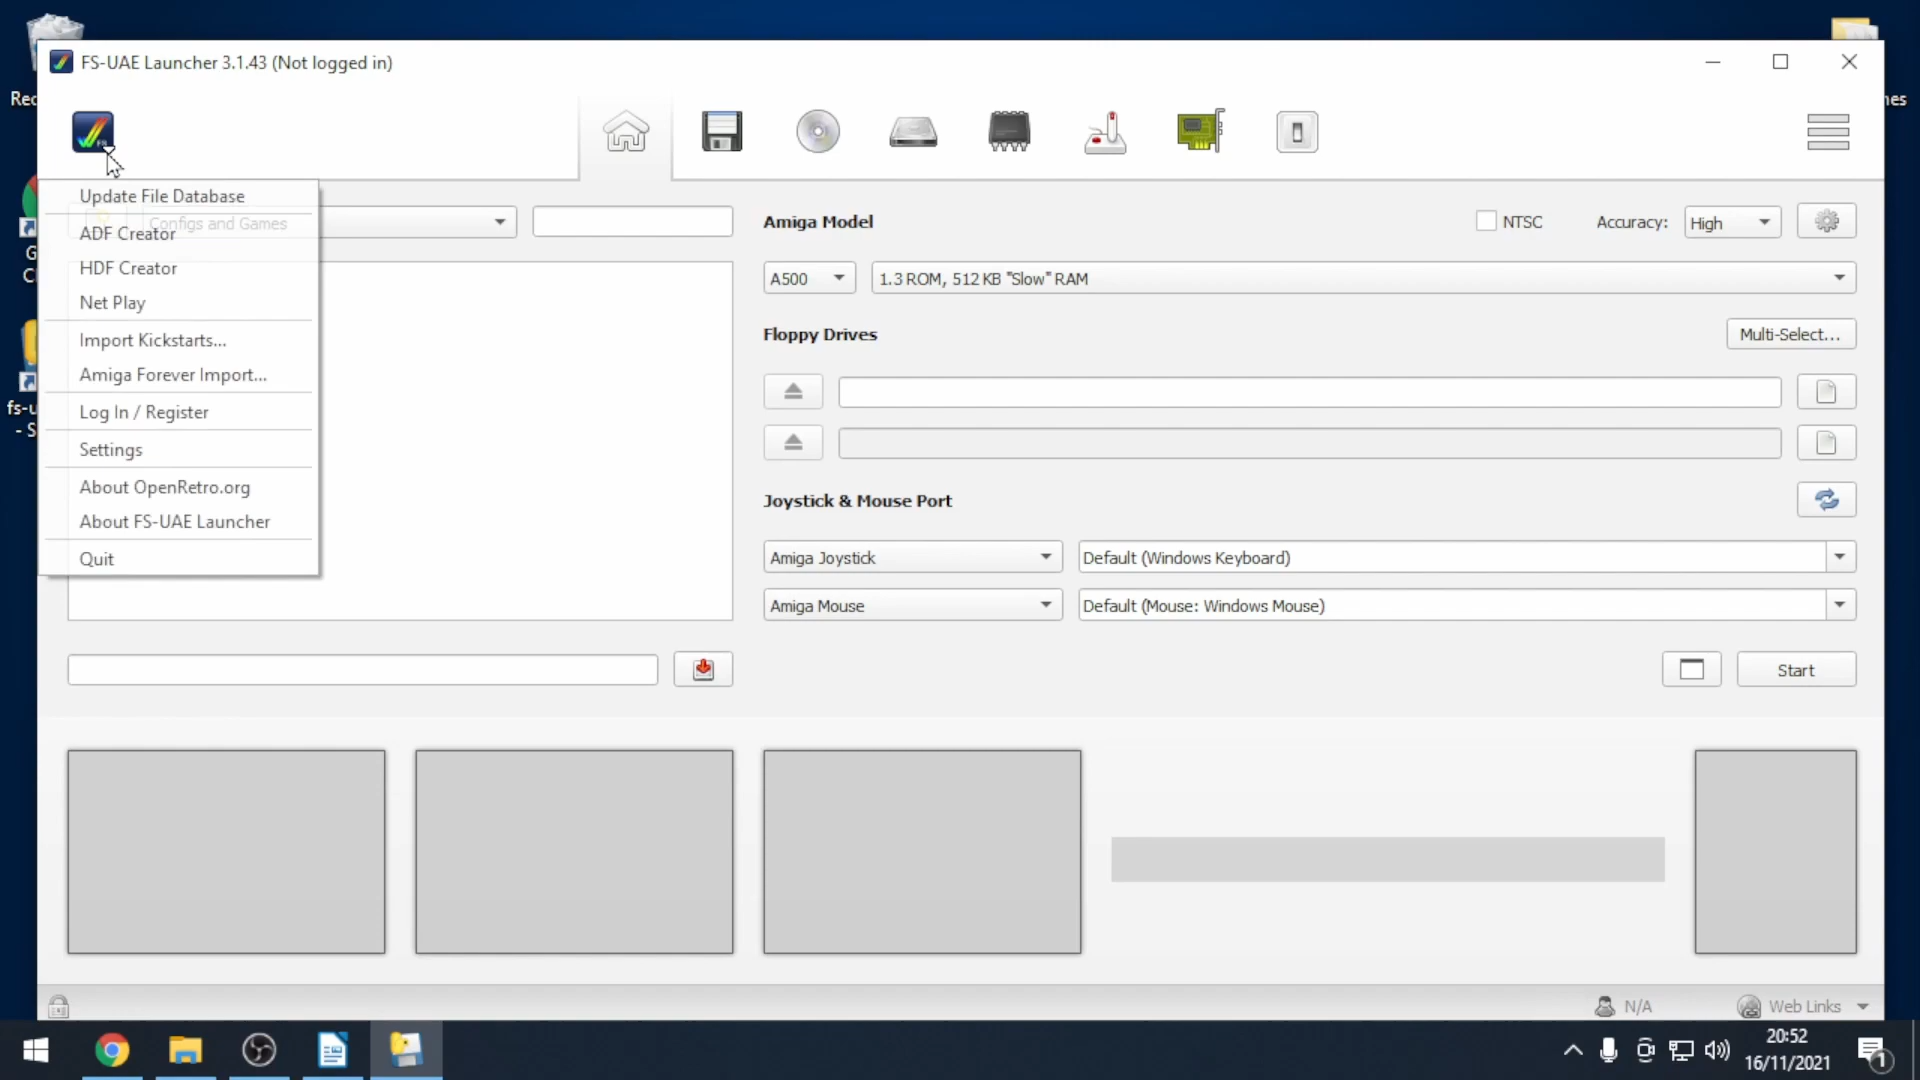 FS-UAE Launcher 3.1.43 (Not logged in)
Update File Database
Configs and Games
ADF Creator
HDF Creator
Net Play
Import Kickstarts...
Amiga Forever Import...
Log In / Register
Settings
About OpenRetro.org
About FS-UAE Launcher
Quit
Amiga Model
NTSC
Accuracy:
High
A500
1.3 ROM, 512 KB "Slow" RAM
Floppy Drives
Multi-Select...
Joystick & Mouse Port
Amiga Joystick
Default (Windows Keyboard)
Amiga Mouse
Default (Mouse: Windows Mouse)
Start
N/A
Web Links
Rec
G
C
fs-u
- S
nes
20:52
16/11/2021
1